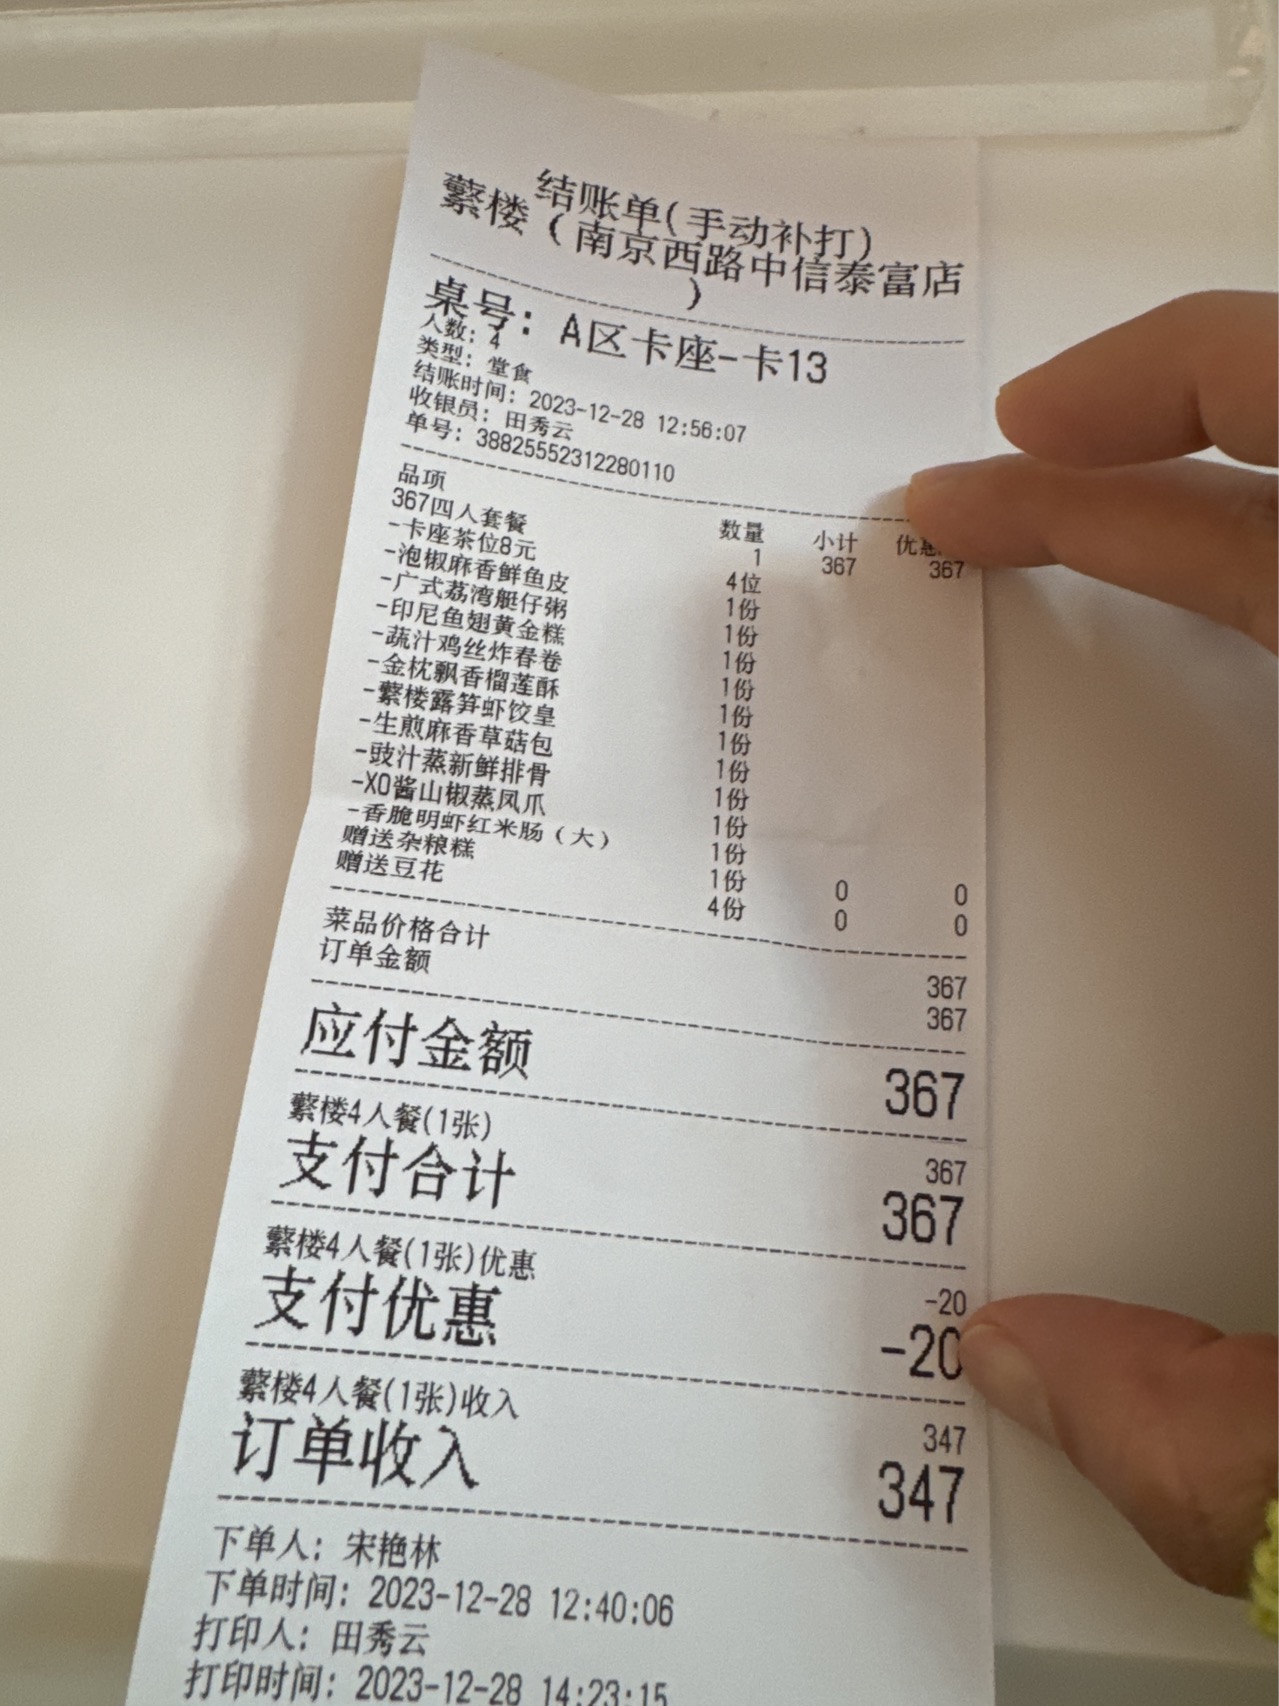 结账单(手动补打)
蘩楼（南京西路中信泰富店
）
桌号: A区卡座-卡13
人数: 4
类型: 堂食
结账时间: 2023-12-28 12:56:07
收银员: 田秀云
单号: 38825552312280110
品项 数量 小计 优惠
367四人套餐 1 367 367
-卡座茶位8元 4位
-泡椒麻香鲜鱼皮 1份
-广式荔湾艇仔粥 1份
-印尼鱼翅黄金糕 1份
-蔬汁鸡丝炸春卷 1份
-金枕飘香榴莲酥 1份
-蘩楼露笋虾饺皇 1份
-生煎麻香草菇包 1份
-豉汁蒸新鲜排骨 1份
-XO酱山椒蒸凤爪 1份
-香脆明虾红米肠（大） 1份
赠送杂粮糕 1份 0 0
赠送豆花 4份 0 0
菜品价格合计 367
订单金额 367
应付金额 367
蘩楼4人餐(1张) 367
支付合计 367
蘩楼4人餐(1张)优惠 -20
支付优惠 -20
蘩楼4人餐(1张)收入 347
订单收入 347
下单人: 宋艳林
下单时间: 2023-12-28 12:40:06
打印人: 田秀云
打印时间: 2023-12-28 14:23:15